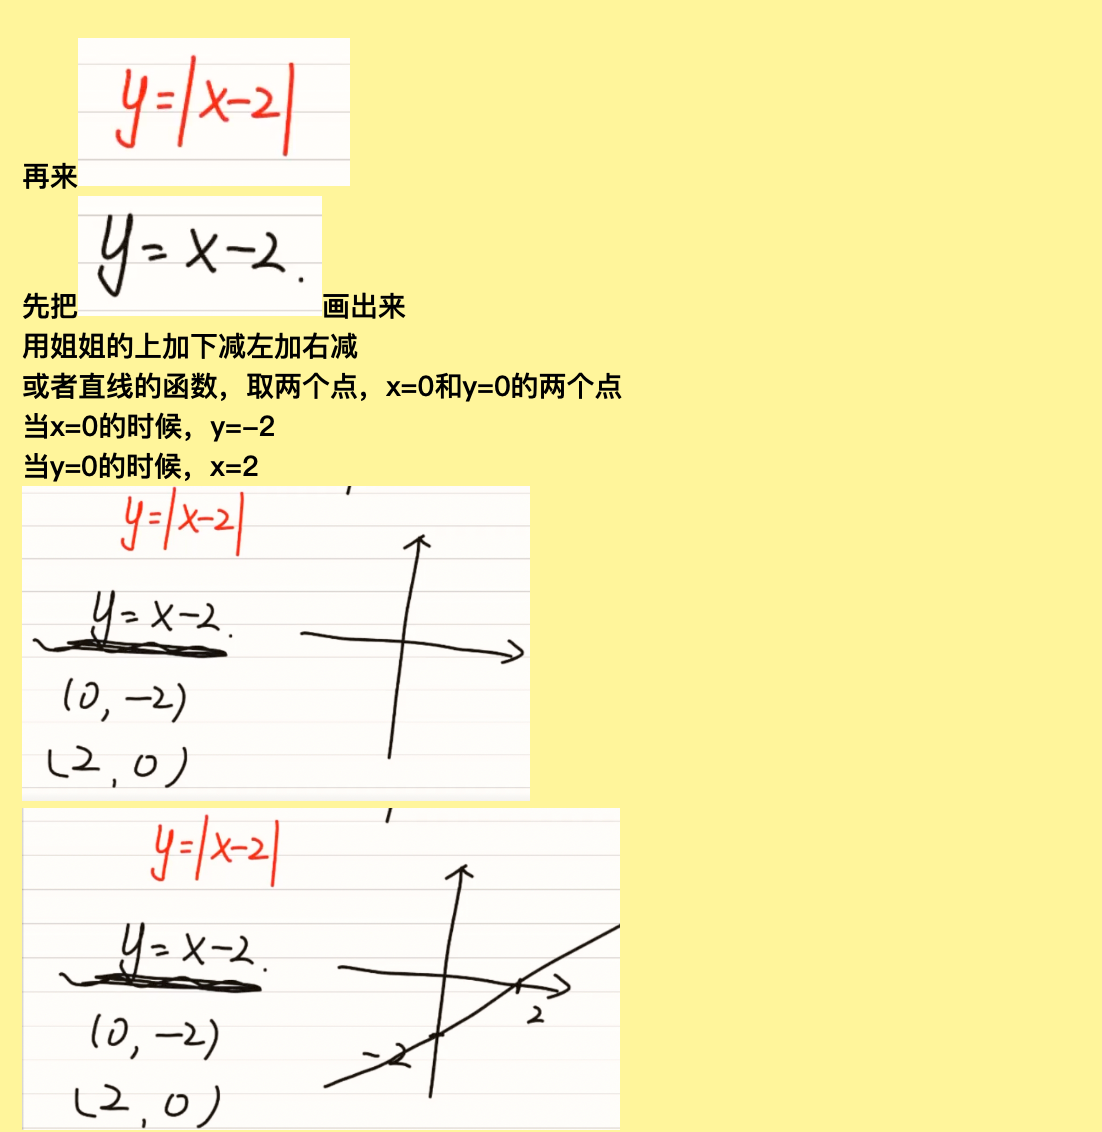 再来 y=|x-2|
先把 y=x-2. 画出来
用姐姐的上加下减左加右减
或者直线的函数，取两个点，x=0和y=0的两个点
当x=0的时候，y=-2
当y=0的时候，x=2
y=|x-2|
y=x-2.
(0,-2)
(2,0)
y=|x-2|
y=x-2.
2
(0,-2)
-2
(2,0)